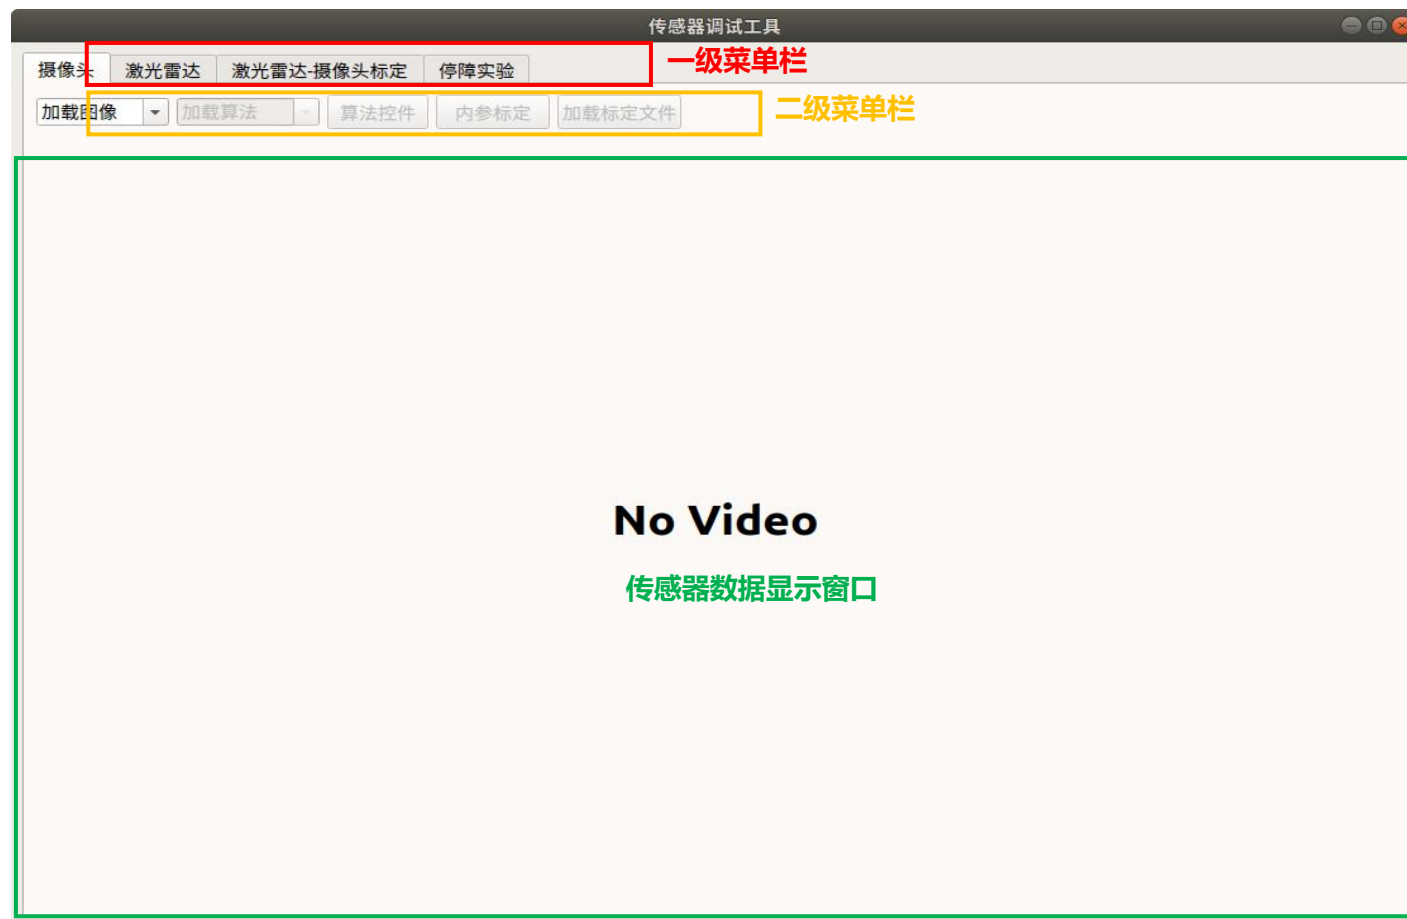 传感器调试工具
摄像头 激光雷达 激光雷达-摄像头标定 停障实验 一级菜单栏
加载图像 加载算法 算法控件 内参标定 加载标定文件 二级菜单栏
No Video
传感器数据显示窗口